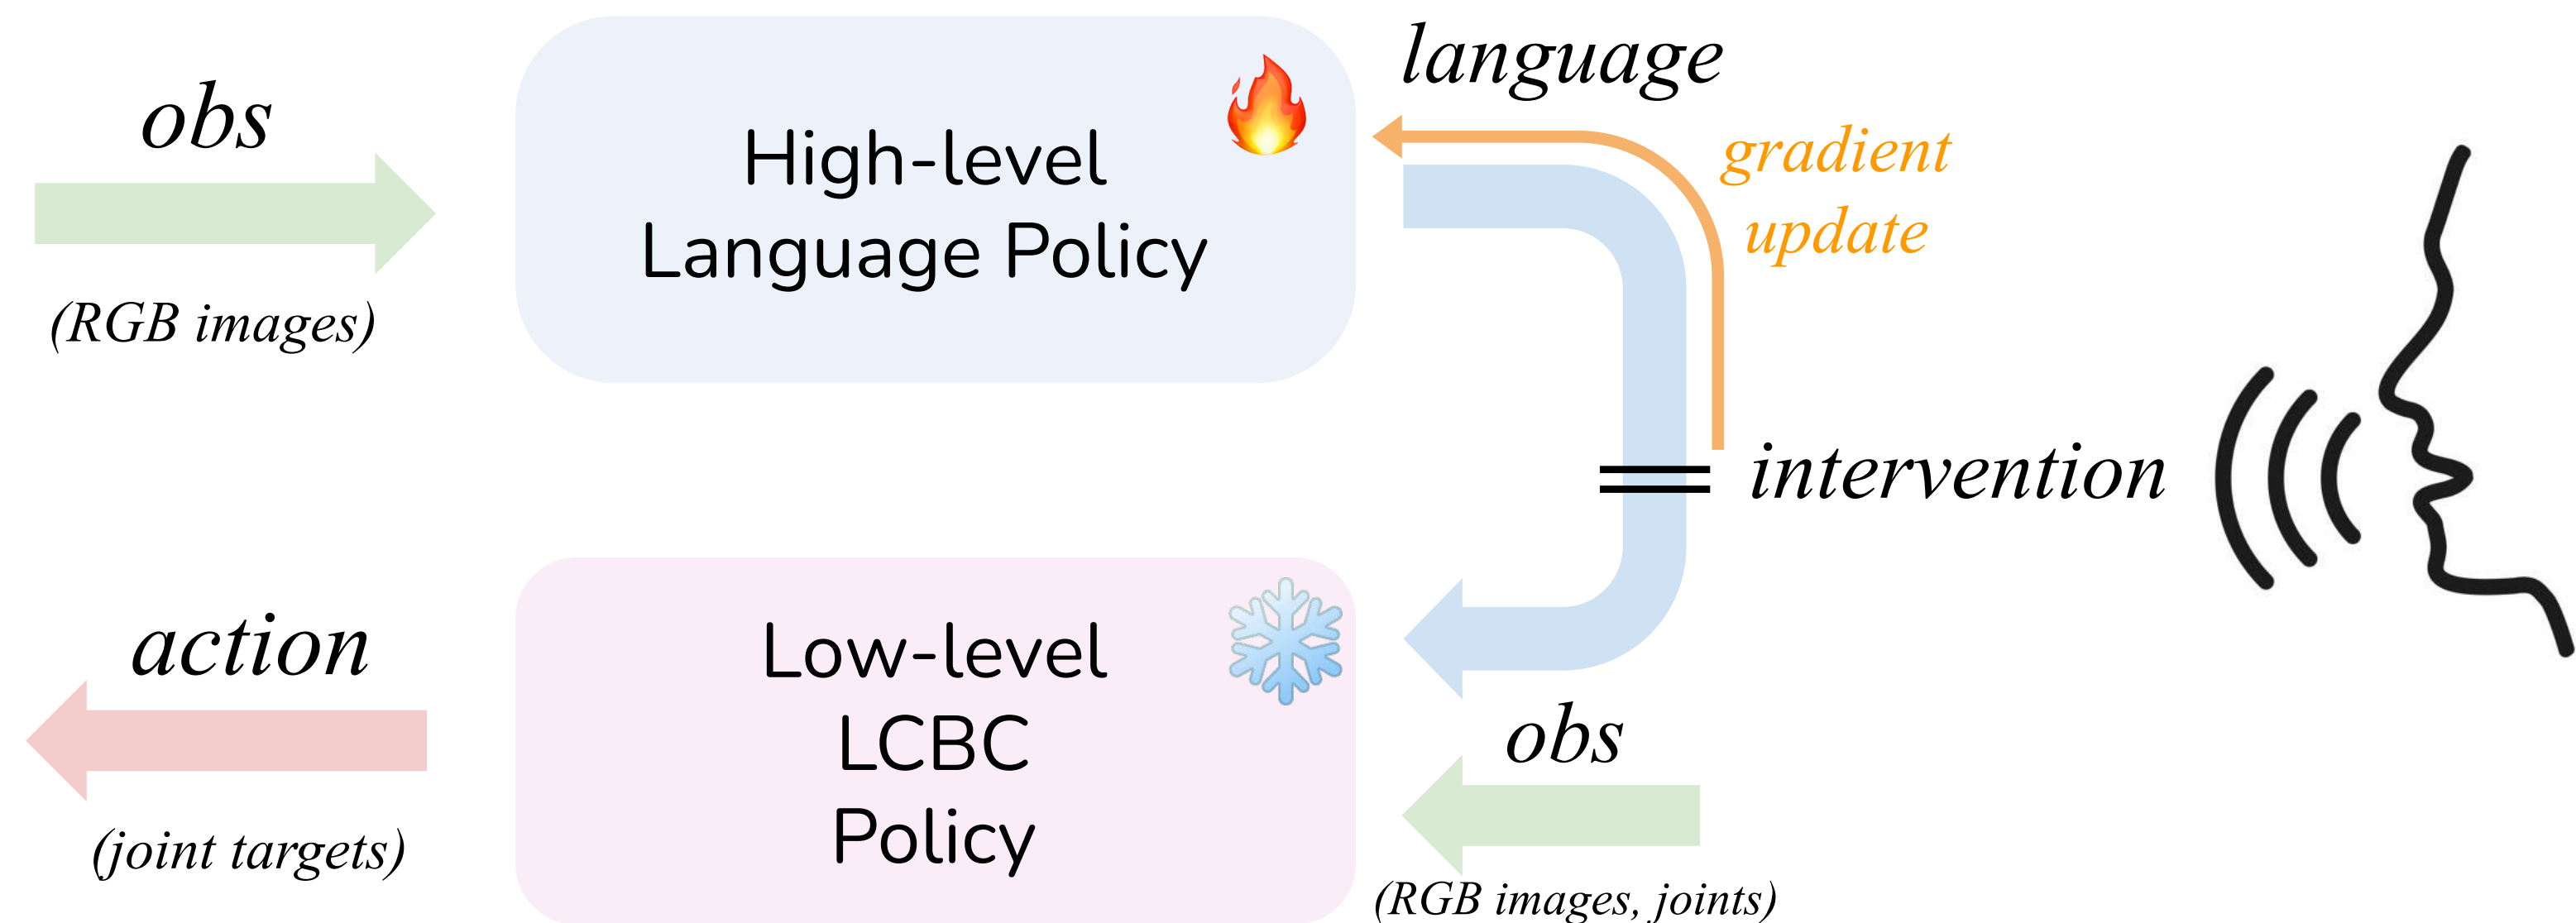 obs
(RGB images)
High-level
Language Policy
language
gradient
update
intervention
action
(joint targets)
Low-level
LCBC
Policy
obs
(RGB images, joints)